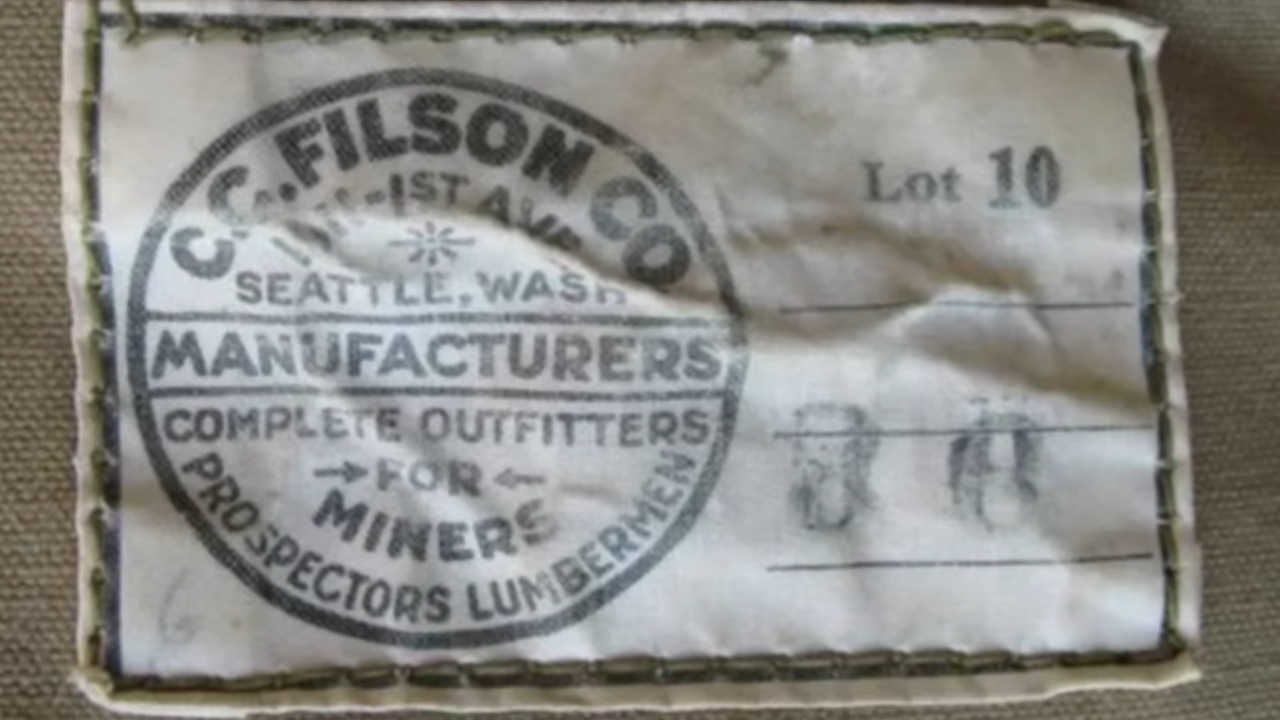 C.C. FILSON CO
1ST AVE
SEATTLE, WASH
MANUFACTURERS
COMPLETE OUTFITTERS
→ FOR ←
MINERS
PROSPECTORS LUMBERMEN
Lot 10